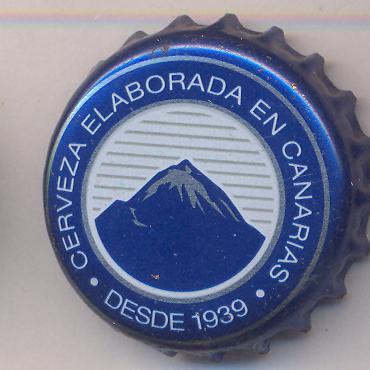 CERVEZA ELABORADA EN CANARIAS
• DESDE 1939 •